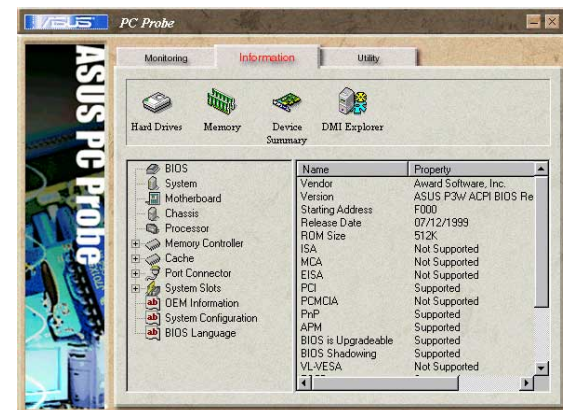 ASUS PC Probe
Monitoring Information Utility
Hard Drives Memory Device Summary DMI Explorer
ASUS PC Probe
BIOS
System
Motherboard
Chassis
Processor
Memory Controller
Cache
Port Connector
System Slots
OEM Information
System Configuration
BIOS Language
Name Property
Vendor Award Software, Inc.
Version ASUS P3W ACPI BIOS Re
Starting Address F000
Release Date 07/12/1999
ROM Size 512K
ISA Not Supported
MCA Not Supported
EISA Not Supported
PCI Supported
PCMCIA Not Supported
PnP Supported
APM Supported
BIOS is Upgradeable Supported
BIOS Shadowing Supported
VL-VESA Not Supported